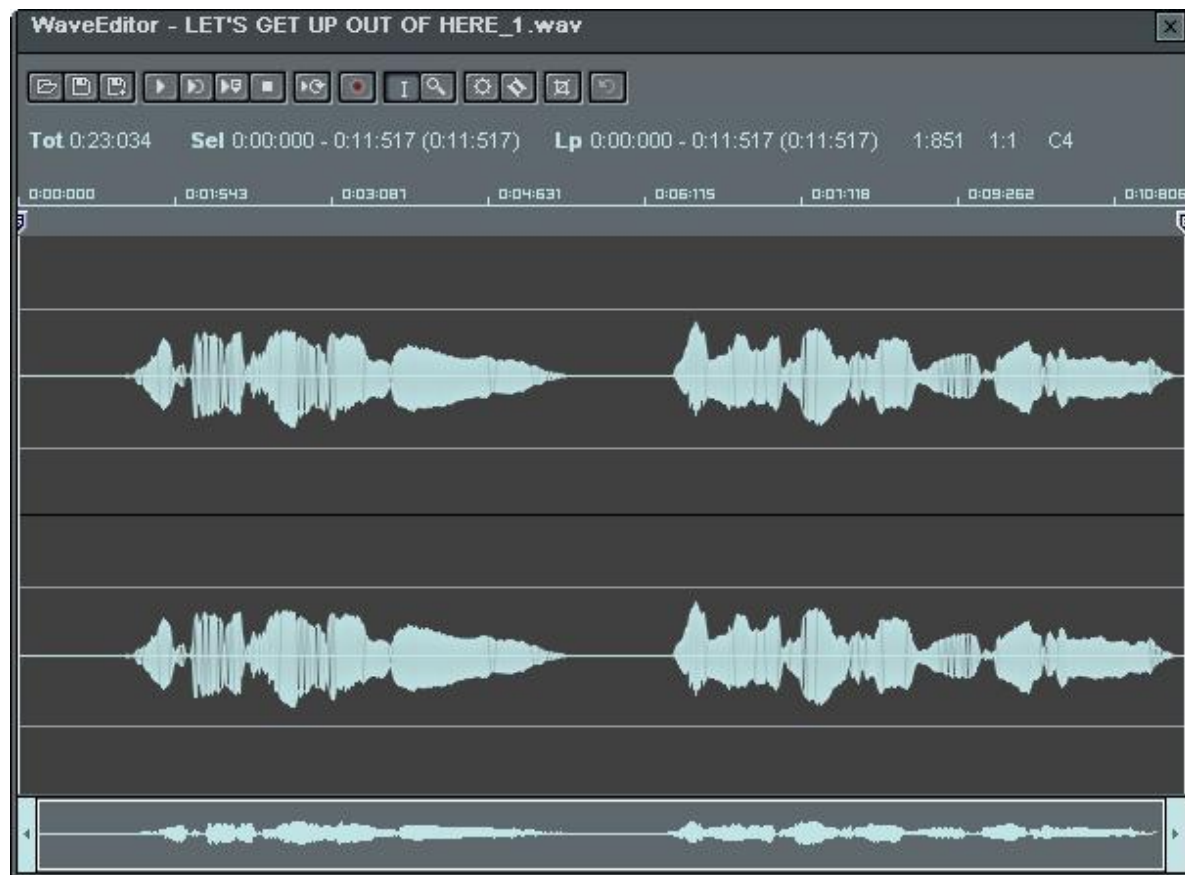 WaveEditor - LET'S GET UP OUT OF HERE_1.wav
Tot 0:23:034 Sel 0:00:000 - 0:11:517 (0:11:517) Lp 0:00:000 - 0:11:517 (0:11:517) 1:851 1:1 C4
0:00:000 0:01:543 0:03:087 0:04:631 0:06:175 0:07:718 0:09:262 0:10:806